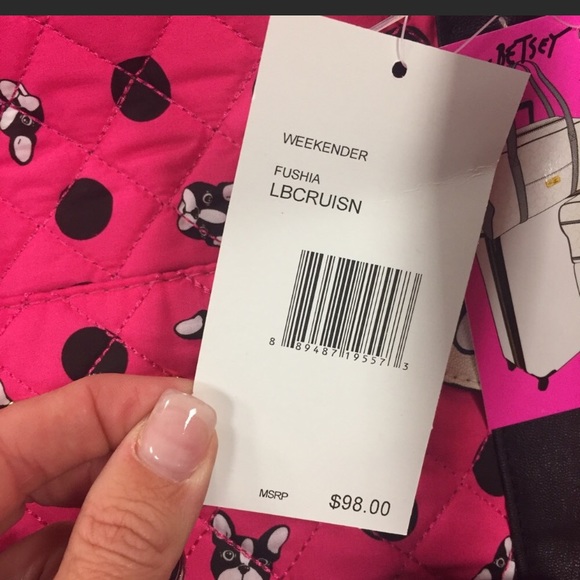 BETSEY
WEEKENDER
FUSHIA
LBCRUISN
8 89487 19557 3
MSRP $98.00